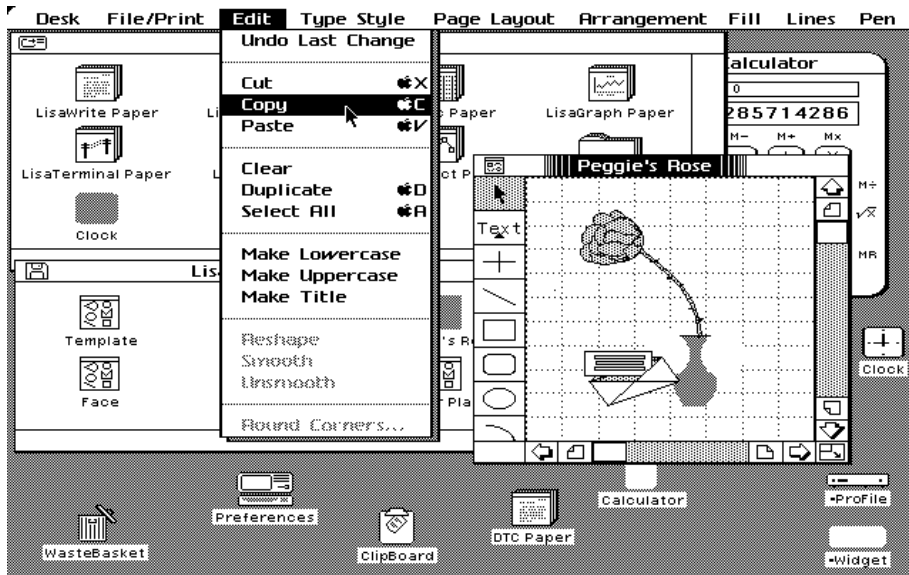 Desk File/Print Edit Type Style Page Layout Arrangement Fill Lines Pen
Undo Last Change
Cut X
Copy C
Paste V
Clear
Duplicate D
Select All A
Make Lowercase
Make Uppercase
Make Title
Reshape
Smooth
Unsmooth
Round Corners...
LisaWrite Paper
Paper
LisaGraph Paper
LisaTerminal Paper
Clock
Template
Face
alculator
0
285714286
M- M+ Mx
M÷
√x
MR
Peggie's Rose
Text
Clock
Preferences
WasteBasket
ClipBoard
DTC Paper
Calculator
-ProFile
-Widget